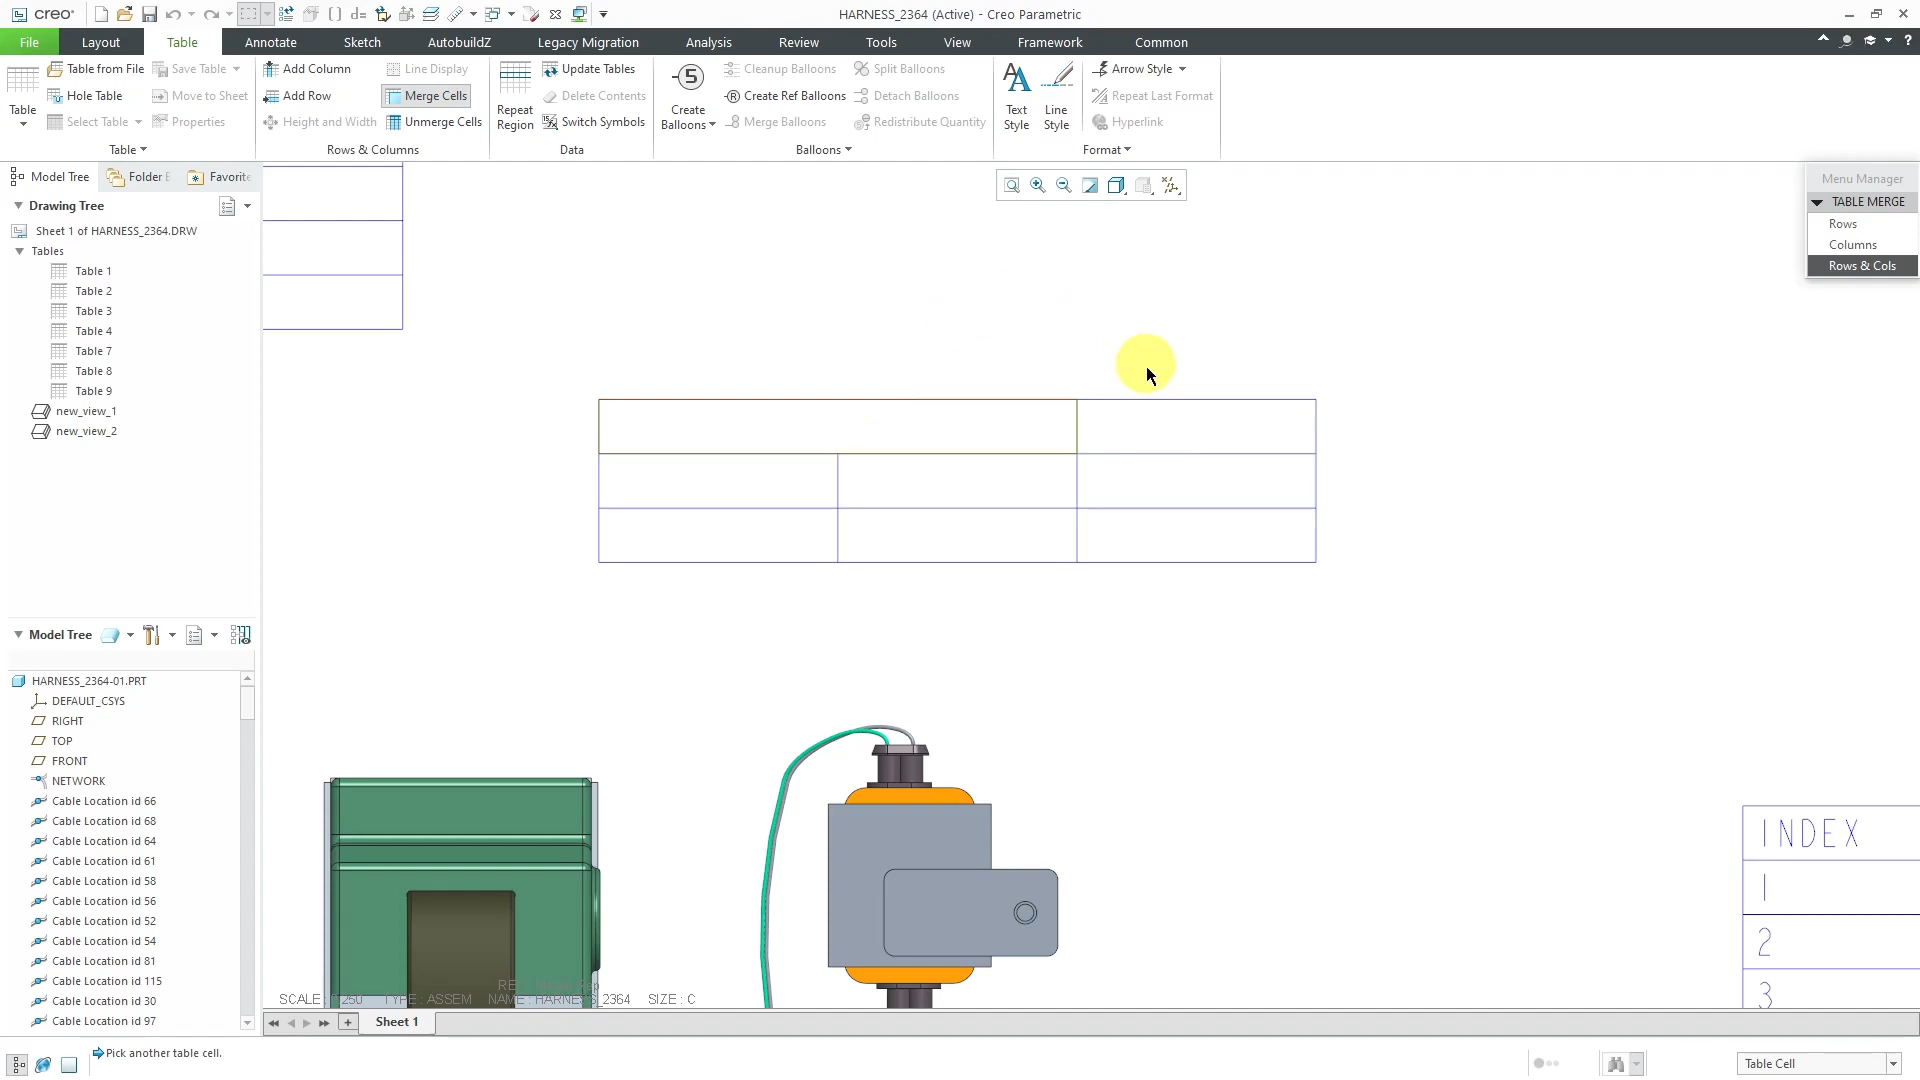 creo
HARNESS_2364 (Active) - Creo Parametric
File
Layout
Table
Annotate
Sketch
AutobuildZ
Legacy Migration
Analysis
Review
Tools
View
Framework
Common
Table
Table from File
Hole Table
Select Table
Save Table
Move to Sheet
Properties
Table
Add Column
Add Row
Height and Width
Line Display
Merge Cells
Unmerge Cells
Rows & Columns
Repeat
Region
Update Tables
Delete Contents
Switch Symbols
Data
Create
Balloons
Cleanup Balloons
Create Ref Balloons
Merge Balloons
Split Balloons
Detach Balloons
Redistribute Quantity
Balloons
Text
Style
Line
Style
Arrow Style
Repeat Last Format
Hyperlink
Format
Model Tree
Folder
Favorite
Drawing Tree
Sheet 1 of HARNESS_2364.DRW
Tables
Table 1
Table 2
Table 3
Table 4
Table 7
Table 8
Table 9
new_view_1
new_view_2
Menu Manager
TABLE MERGE
Rows
Columns
Rows & Cols
Model Tree
HARNESS_2364-01.PRT
DEFAULT_CSYS
RIGHT
TOP
FRONT
NETWORK
Cable Location id 66
Cable Location id 68
Cable Location id 64
Cable Location id 61
Cable Location id 58
Cable Location id 56
Cable Location id 52
Cable Location id 54
Cable Location id 81
Cable Location id 115
Cable Location id 30
Cable Location id 97
INDEX
1
2
3
SCALE : 250 TYPE : ASSEM NAME : HARNESS_2364 SIZE : C
Sheet 1
Pick another table cell.
Table Cell